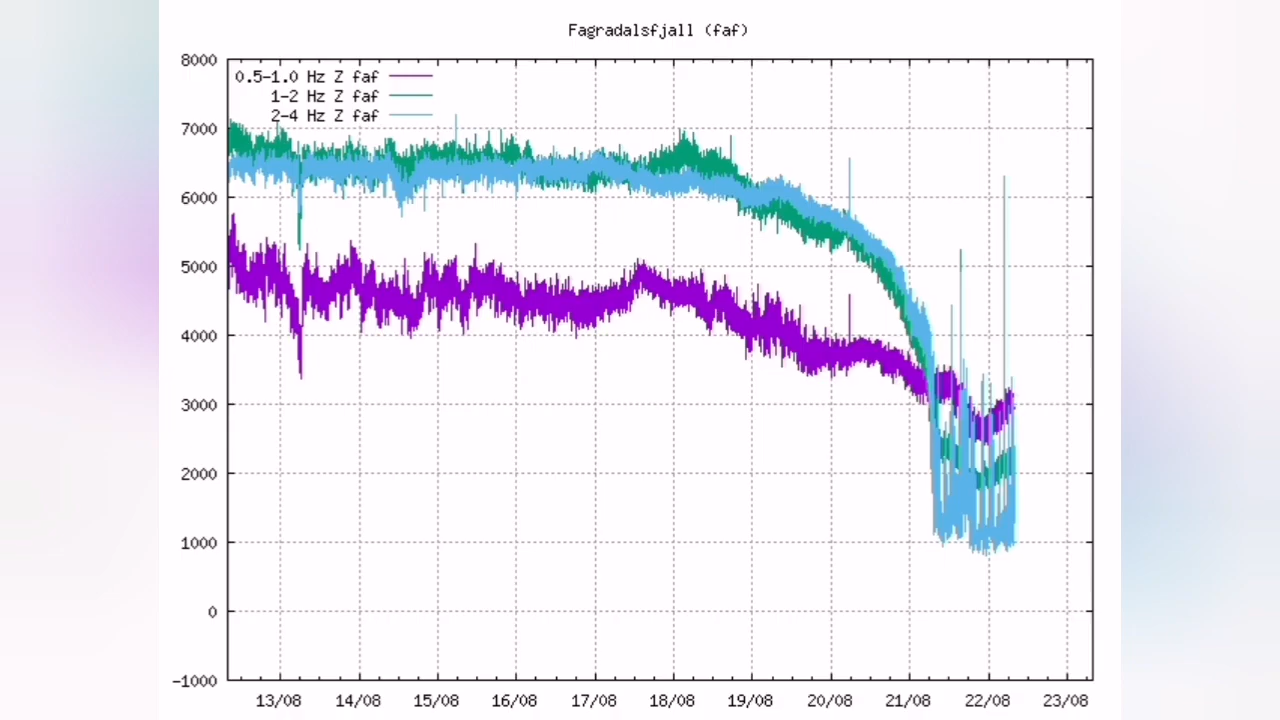 Fagradalsfjall (faf)
8000
0.5-1.0 Hz Z faf
1-2 Hz Z faf
2-4 Hz Z faf
7000
6000
5000
4000
3000
2000
1000
0
-1000
13/08 14/08 15/08 16/08 17/08 18/08 19/08 20/08 21/08 22/08 23/08